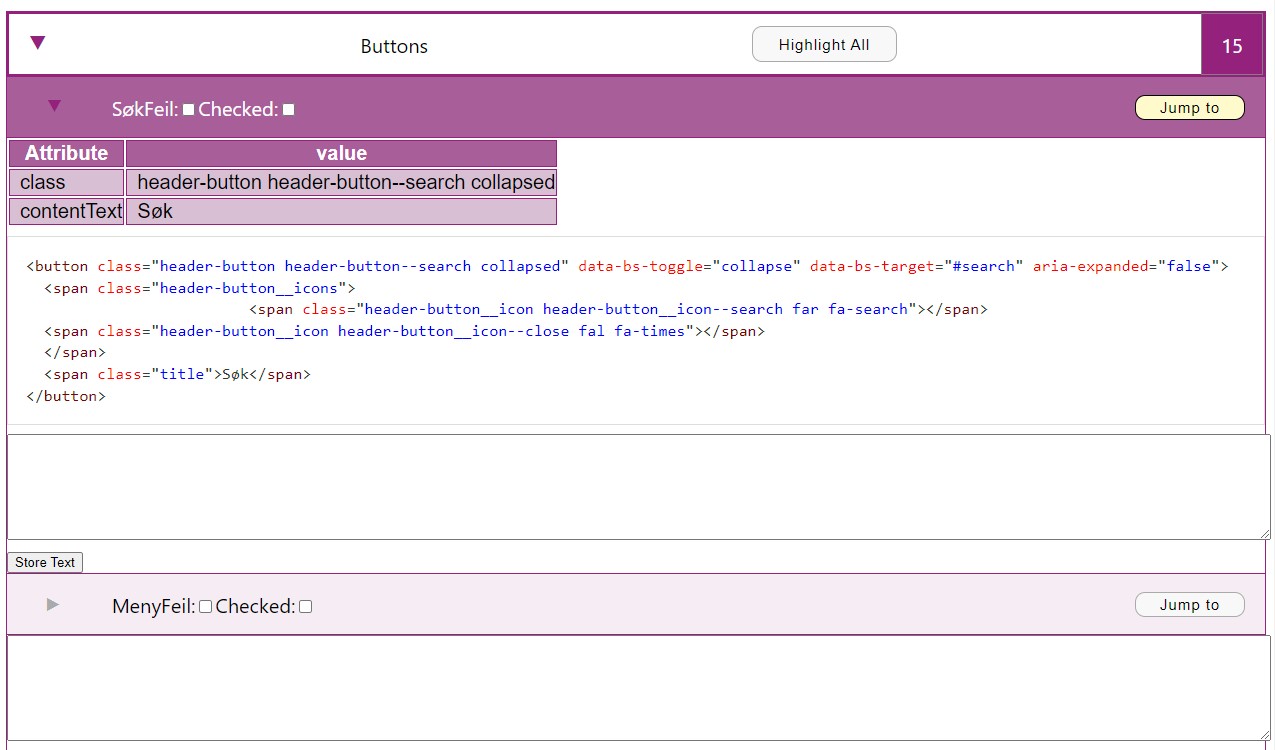 Buttons Highlight All 15
SøkFeil: Checked: Jump to
Attribute value
class header-button header-button--search collapsed
contentText Søk
<button class="header-button header-button--search collapsed" data-bs-toggle="collapse" data-bs-target="#search" aria-expanded="false">
<span class="header-button__icons">
<span class="header-button__icon header-button__icon--search far fa-search"></span>
<span class="header-button__icon header-button__icon--close fal fa-times"></span>
</span>
<span class="title">Søk</span>
</button>
Store Text
MenyFeil: Checked: Jump to